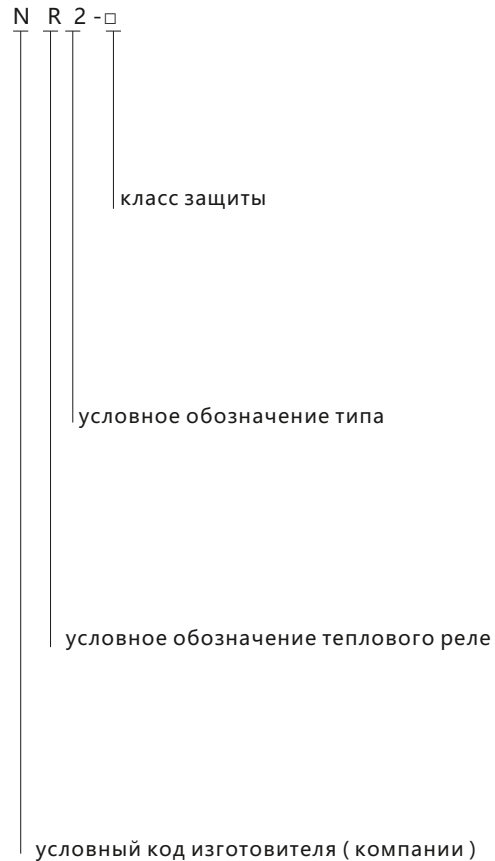 N R 2 - □
класс защиты
условное обозначение типа
условное обозначение теплового реле
условный код изготовителя ( компании )